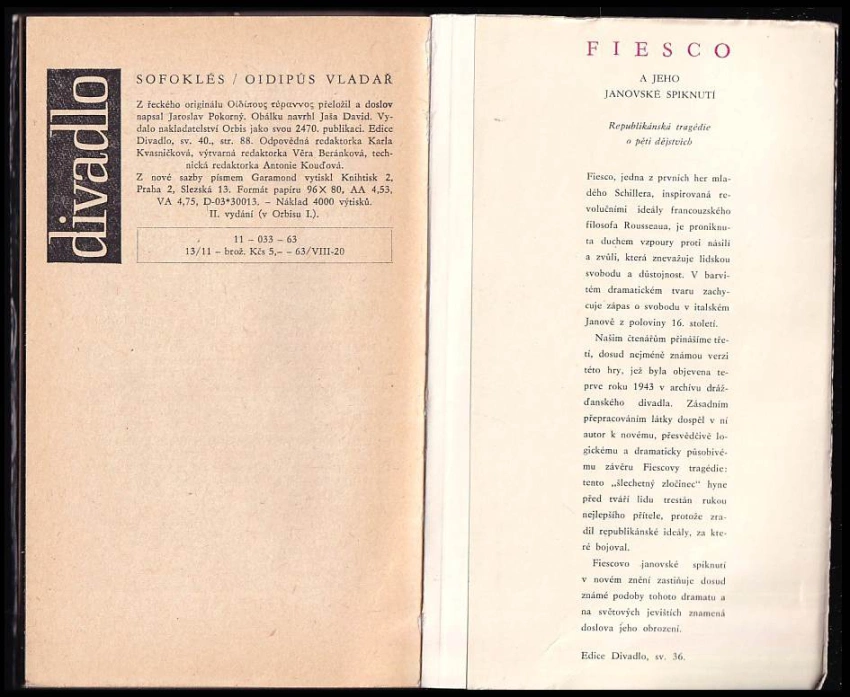 divadlo
SOFOKLÉS / OIDIPÚS VLADAŘ
Z řeckého originálu Οἰδίπους τύραννος přeložil a doslov
napsal Jaroslav Pokorný. Obálku navrhl Jaša David. Vy-
dalo nakladatelství Orbis jako svou 2470. publikaci. Edice
Divadlo, sv. 40., str. 88. Odpovědná redaktorka Karla
Kvasničková, výtvarná redaktorka Věra Beránková, tech-
nická redaktorka Antonie Kouďová.
Z nové sazby písmem Garamond vytiskl Knihtisk 2,
Praha 2, Slezská 13. Formát papíru 96 × 80, AA 4,53,
VA 4,75, D-03*30013. – Náklad 4000 výtisků.
II. vydání (v Orbisu I.).
11 – 033 – 63
13/11 – brož. Kčs 5,– – 63/VIII-20
FIESCO
A JEHO
JANOVSKÉ SPIKNUTÍ
Republikánská tragédie
o pěti dějstvích
Fiesco, jedna z prvních her mla-
dého Schillera, inspirovaná re-
volučními ideály francouzského
filosofa Rousseaua, je proniknu-
ta duchem vzpoury proti násilí
a zvůli, která znevažuje lidskou
svobodu a důstojnost. V barvi-
tém dramatickém tvaru zachy-
cuje zápas o svobodu v italském
Janově z poloviny 16. století.
Našim čtenářům přinášíme tře-
tí, dosud nejméně známou verzi
této hry, jež byla objevena te-
prve roku 1943 v archívu dráž-
ďanského divadla. Zásadním
přepracováním látky dospěl v ní
autor k novému, přesvědčivě lo-
gickému a dramaticky působivé-
mu závěru Fiescovy tragédie:
tento „šlechetný zločinec“ hyne
před tváří lidu trestán rukou
nejlepšího přítele, protože zra-
dil republikánské ideály, za kte-
ré bojoval.
Fiescovo janovské spiknutí
v novém znění zastiňuje dosud
známé podoby tohoto dramatu a
na světových jevištích znamená
doslova jeho obrození.
Edice Divadlo, sv. 36.